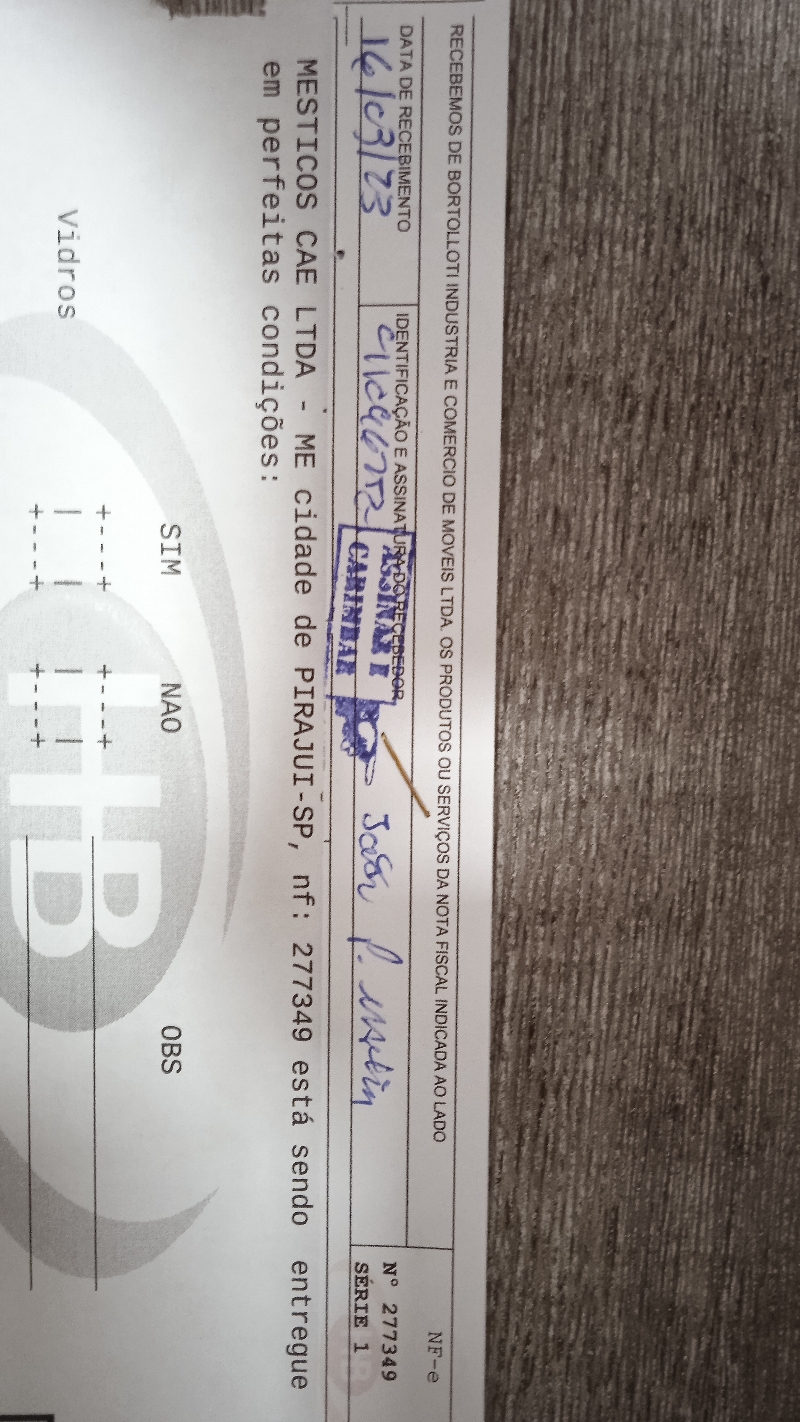 RECEBEMOS DE BORTOLLOTI INDUSTRIA E COMERCIO DE MOVEIS LTDA. OS PRODUTOS OU SERVIÇOS DA NOTA FISCAL INDICADA AO LADO
NF-e
DATA DE RECEBIMENTO
IDENTIFICAÇÃO E ASSINATURA DO RECEBEDOR
Nº 277349
16/03/23
ASSINAR E
CARIMBAR
SÉRIE 1
MESTICOS CAE LTDA - ME cidade de PIRAJUI-SP, nf: 277349 está sendo entregue
em perfeitas condições:
SIM NAO OBS
+---+ +---+
Vidros | | | |
+---+ +---+
HB